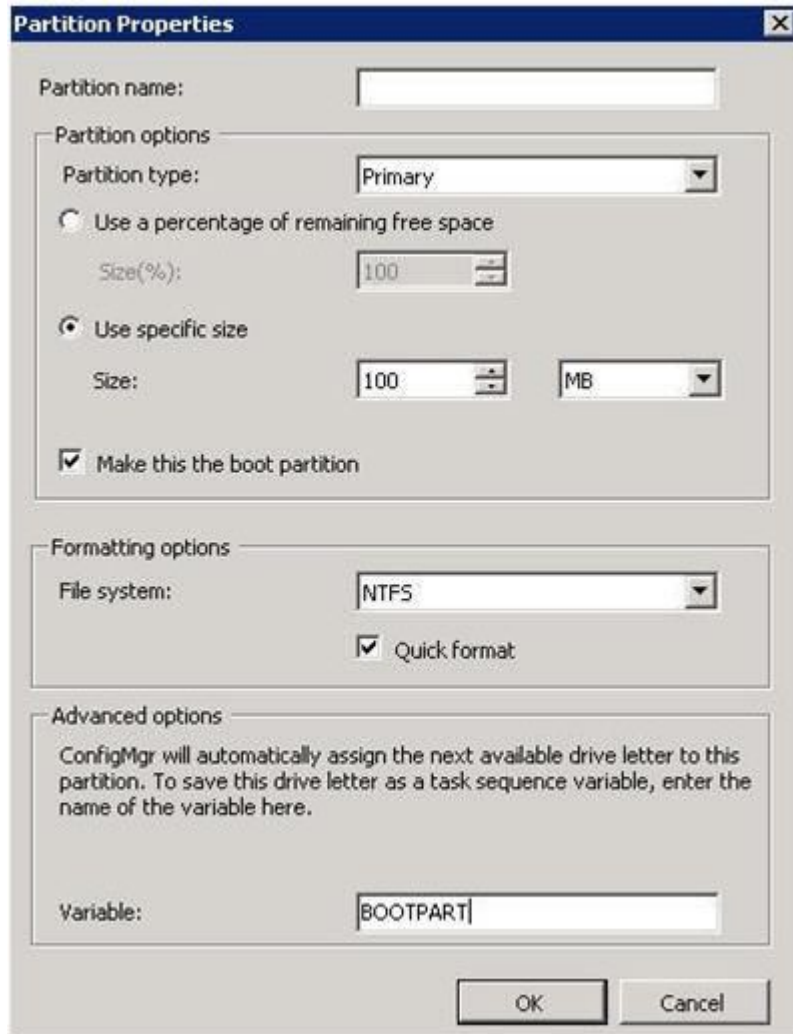 Partition Properties
Partition name:
Partition options
Partition type: Primary
Use a percentage of remaining free space
Size(%): 100
Use specific size
Size: 100 MB
Make this the boot partition
Formatting options
File system: NTFS
Quick format
Advanced options
ConfigMgr will automatically assign the next available drive letter to this
partition. To save this drive letter as a task sequence variable, enter the
name of the variable here.
Variable: BOOTPART
OK Cancel